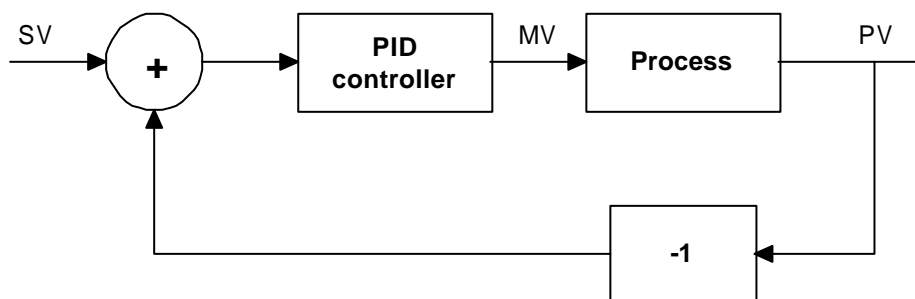 SV
+
PID
controller
MV
Process
PV
-1